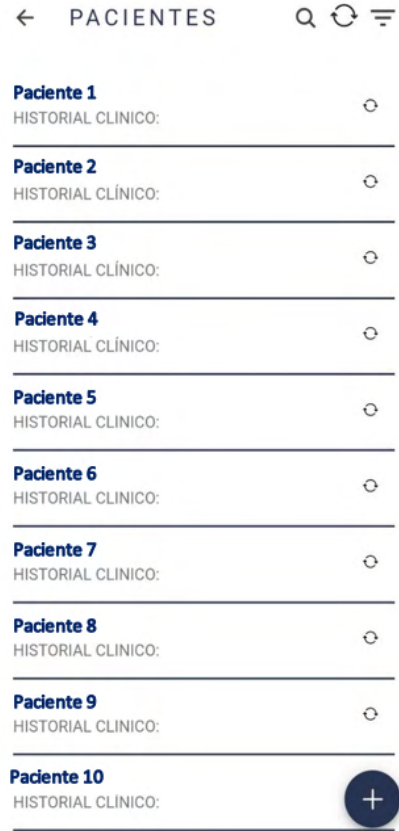 PACIENTES
Paciente 1
HISTORIAL CLINICO:
Paciente 2
HISTORIAL CLÍNICO:
Paciente 3
HISTORIAL CLÍNICO:
Paciente 4
HISTORIAL CLÍNICO:
Paciente 5
HISTORIAL CLINICO:
Paciente 6
HISTORIAL CLINICO:
Paciente 7
HISTORIAL CLINICO:
Paciente 8
HISTORIAL CLINICO:
Paciente 9
HISTORIAL CLINICO:
Paciente 10
HISTORIAL CLÍNICO: